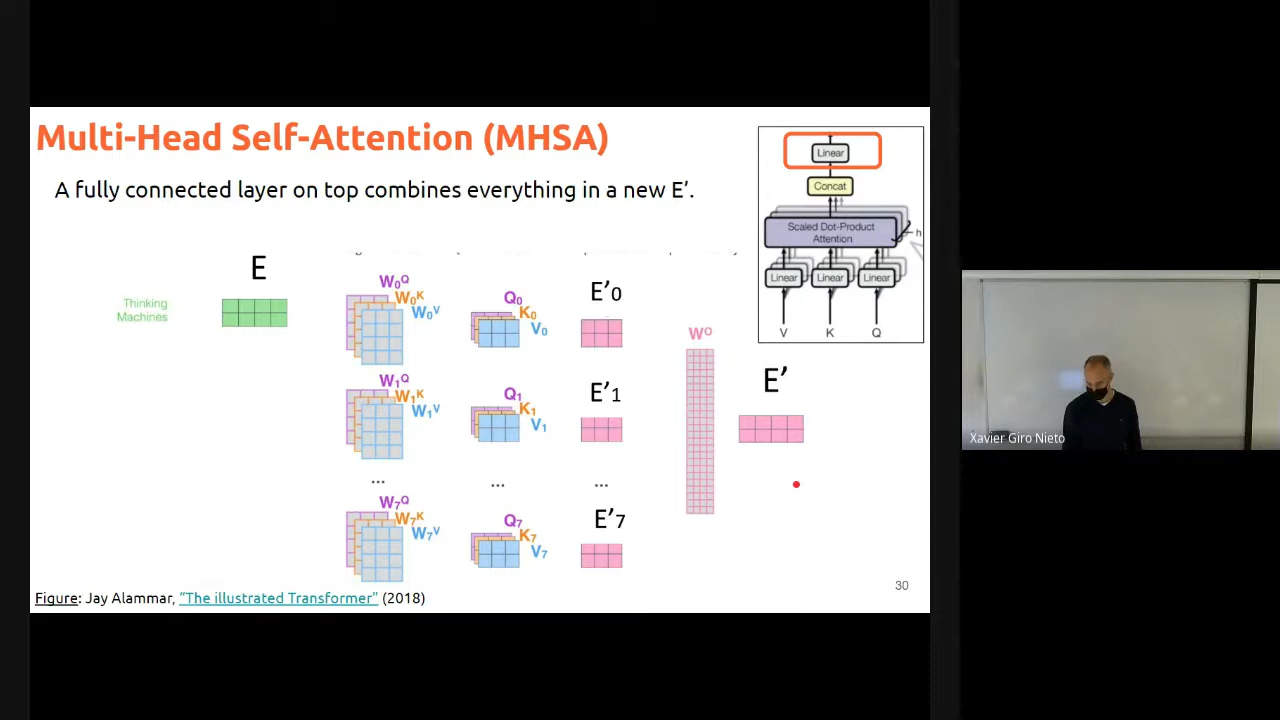 Multi-Head Self-Attention (MHSA)
A fully connected layer on top combines everything in a new E’.
Linear
Concat
Scaled Dot-Product
Attention
h
Linear Linear Linear
V K Q
E
Thinking
Machines
W0Q
W0K
W0V
Q0
K0
V0
E’0
W1Q
W1K
W1V
Q1
K1
V1
E’1
... ... ...
W7Q
W7K
W7V
Q7
K7
V7
E’7
WO
E’
30
Figure: Jay Alammar, “The illustrated Transformer” (2018)
Xavier Giro Nieto